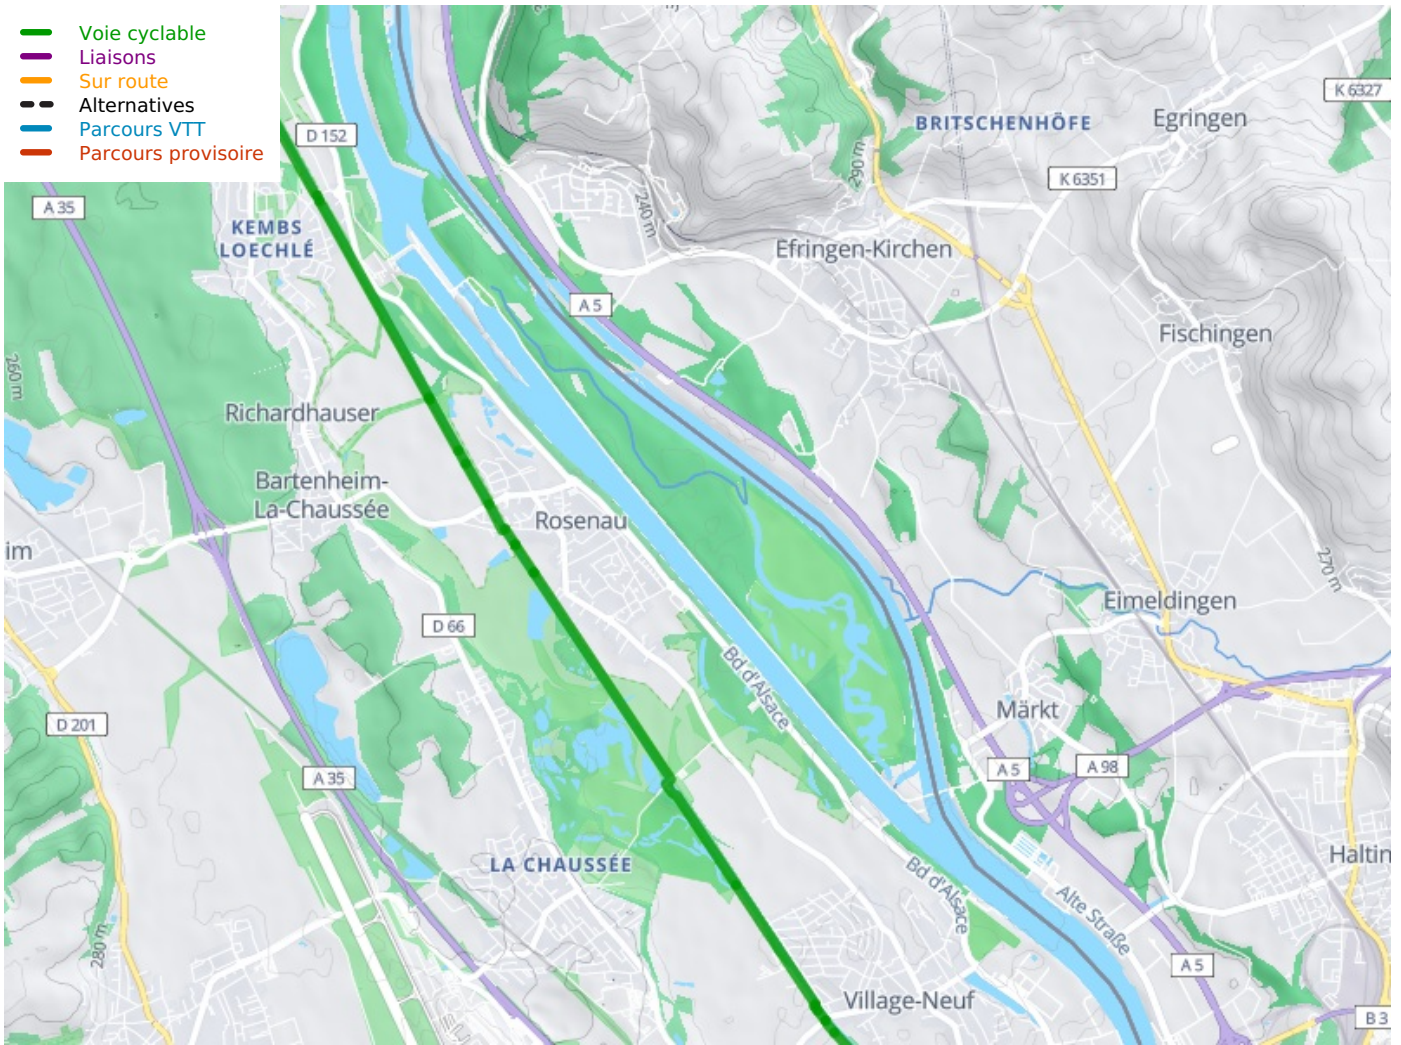 Voie cyclable
Liaisons
Sur route
Alternatives
Parcours VTT
Parcours provisoire
D 152
A 35
KEMBS
LOECHLÉ
240 m
290 m
BRITSCHENHÖFE
Egringen
K 6327
K 6351
Efringen-Kirchen
A 5
Fischingen
260 m
Richardhauser
Bartenheim-
La-Chaussée
Rosenau
im
270 m
Eimeldingen
D 66
Bd d'Alsace
Märkt
D 201
A 35
A 5
A 98
LA CHAUSSÉE
Haltin
Bd d'Alsace
Alte Straße
280 m
A 5
Village-Neuf
B 3